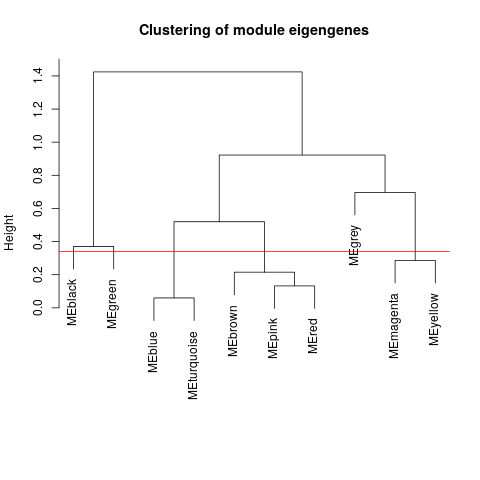 Clustering of module eigengenes
Height
1.4
1.2
1.0
0.8
0.6
0.4
0.2
0.0
MEblack
MEgreen
MEblue
MEturquoise
MEbrown
MEpink
MEred
MEgrey
MEmagenta
MEyellow